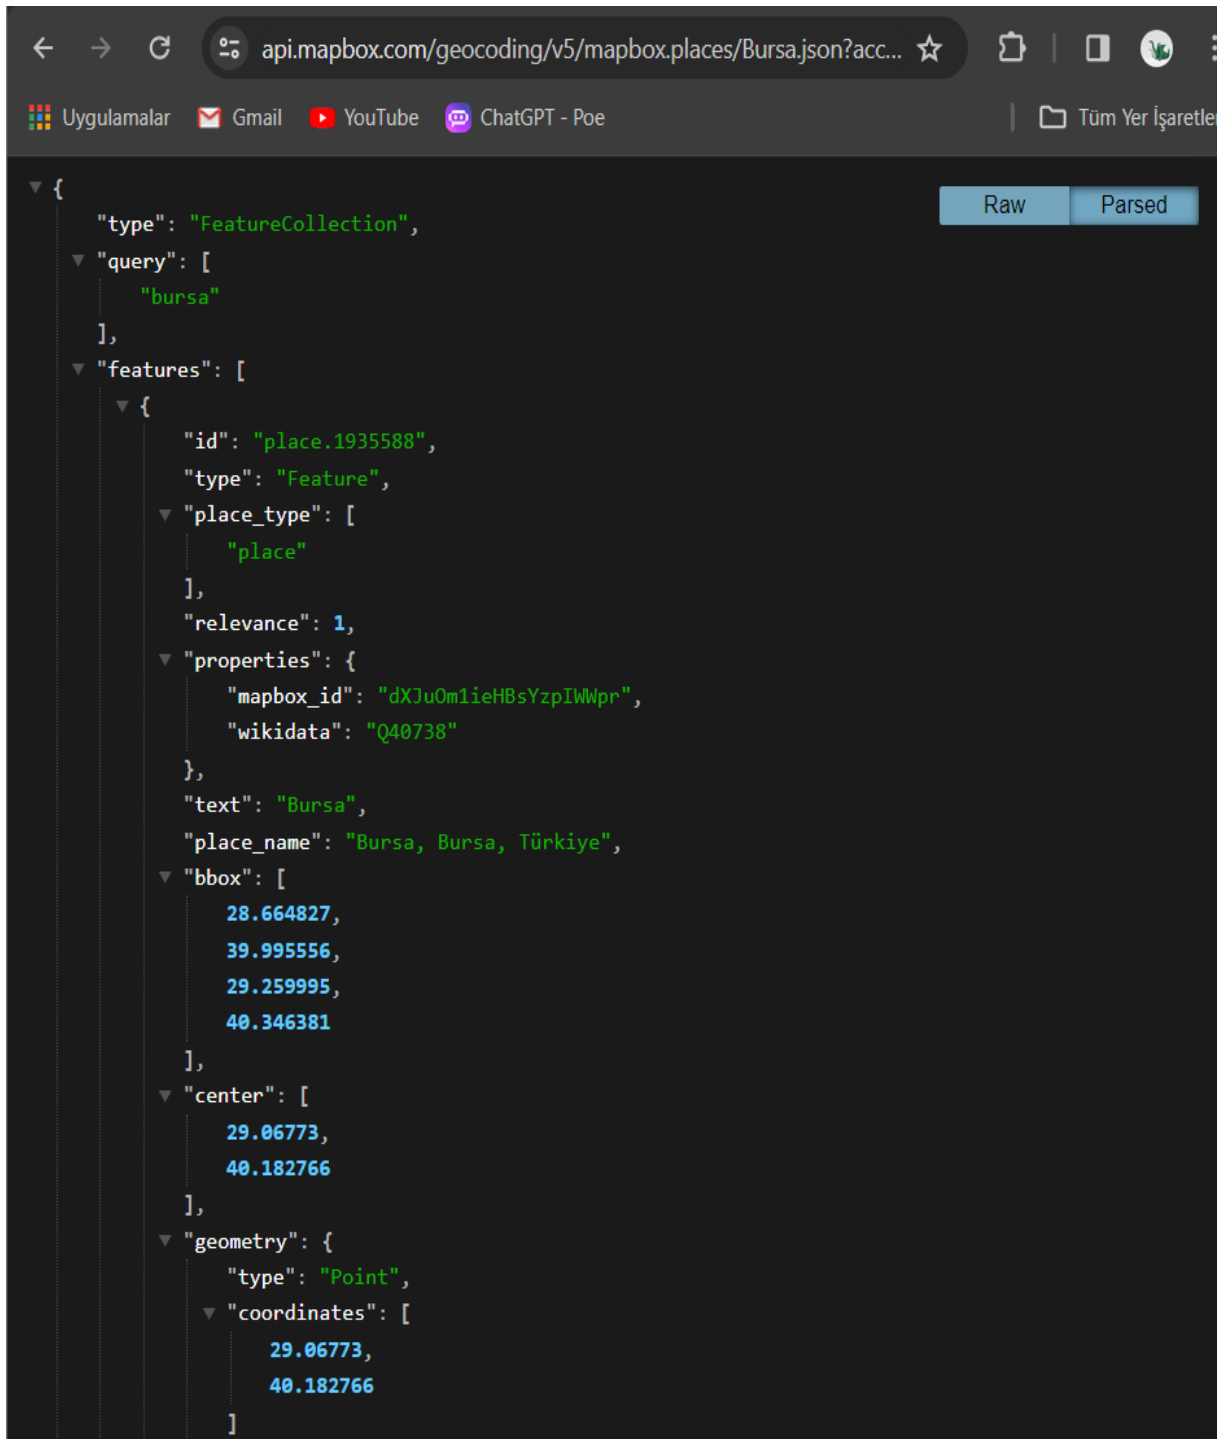 api.mapbox.com/geocoding/v5/mapbox.places/Bursa.json?acc...
Uygulamalar Gmail YouTube ChatGPT - Poe Tüm Yer İşaretler
Raw Parsed
{
"type": "FeatureCollection",
"query": [
"bursa"
],
"features": [
{
"id": "place.1935588",
"type": "Feature",
"place_type": [
"place"
],
"relevance": 1,
"properties": {
"mapbox_id": "dXJuOm1ieHBsYzpIWWpr",
"wikidata": "Q40738"
},
"text": "Bursa",
"place_name": "Bursa, Bursa, Türkiye",
"bbox": [
28.664827,
39.995556,
29.259995,
40.346381
],
"center": [
29.06773,
40.182766
],
"geometry": {
"type": "Point",
"coordinates": [
29.06773,
40.182766
]